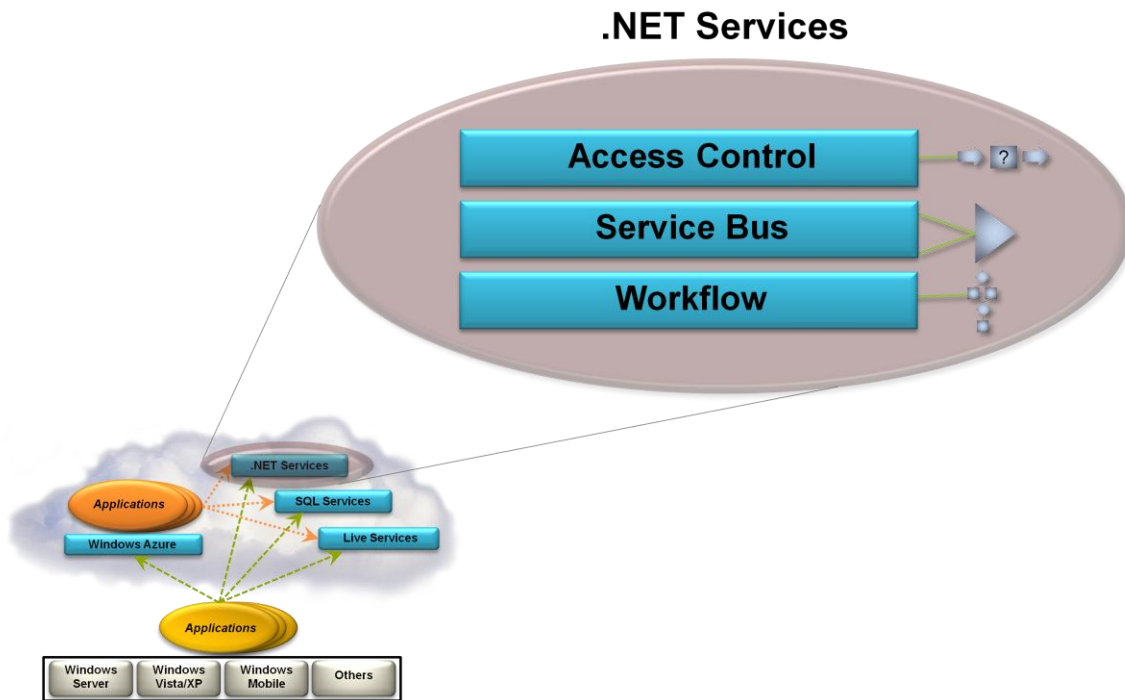 .NET Services
Access Control
?
Service Bus
Workflow
.NET Services
SQL Services
Applications
Windows Azure
Live Services
Applications
Windows
Server
Windows
Vista/XP
Windows
Mobile
Others